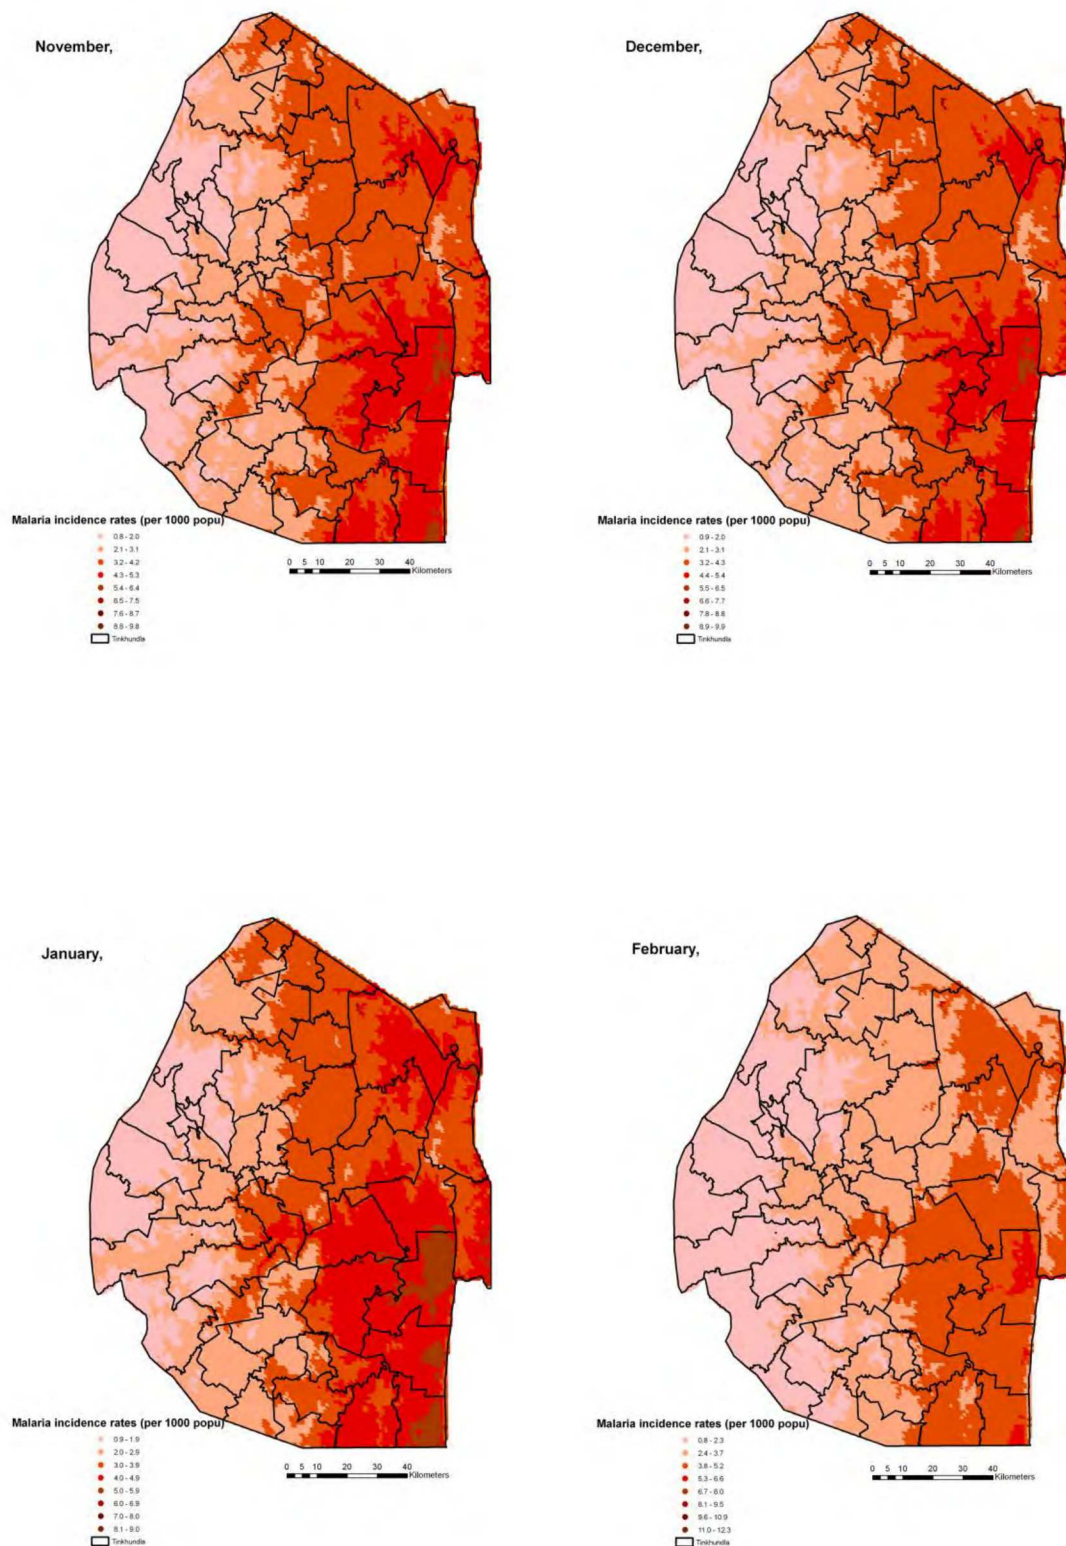 November,
Malaria incidence rates (per 1000 popu)
0.8 - 2.0
2.1 - 3.1
3.2 - 4.2
4.3 - 5.3
5.4 - 6.4
6.5 - 7.5
7.6 - 8.7
8.8 - 9.8
Tinkhundla
0 5 10 20 30 40
Kilometers
December,
Malaria incidence rates (per 1000 popu)
0.9 - 2.0
2.1 - 3.1
3.2 - 4.3
4.4 - 5.4
5.5 - 6.5
6.6 - 7.7
7.8 - 8.8
8.9 - 9.9
Tinkhundla
0 5 10 20 30 40
Kilometers
January,
Malaria incidence rates (per 1000 popu)
0.9 - 1.9
2.0 - 2.9
3.0 - 3.9
4.0 - 4.9
5.0 - 5.9
6.0 - 6.9
7.0 - 8.0
8.1 - 9.0
Tinkhundla
0 5 10 20 30 40
Kilometers
February,
Malaria incidence rates (per 1000 popu)
0.8 - 2.3
2.4 - 3.7
3.8 - 5.2
5.3 - 6.6
6.7 - 8.0
8.1 - 9.5
9.6 - 10.9
11.0 - 12.3
Tinkhundla
0 5 10 20 30 40
Kilometers